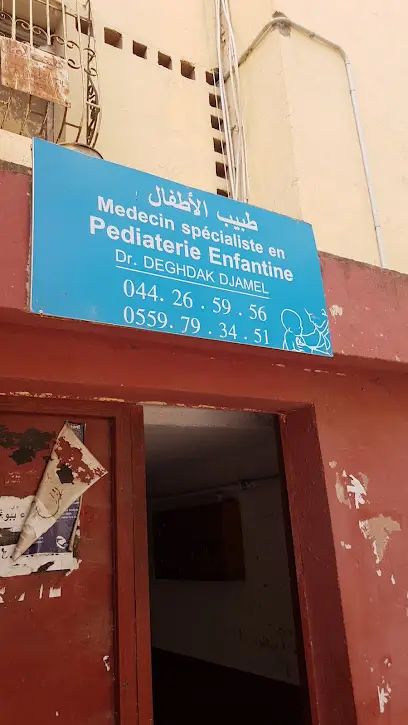 طبيب الأطفال
Medecin spécialiste en
Pediaterie Enfantine
Dr. DEGHDAK DJAMEL
044. 26 . 59 . 56
0559. 79 . 34 . 51